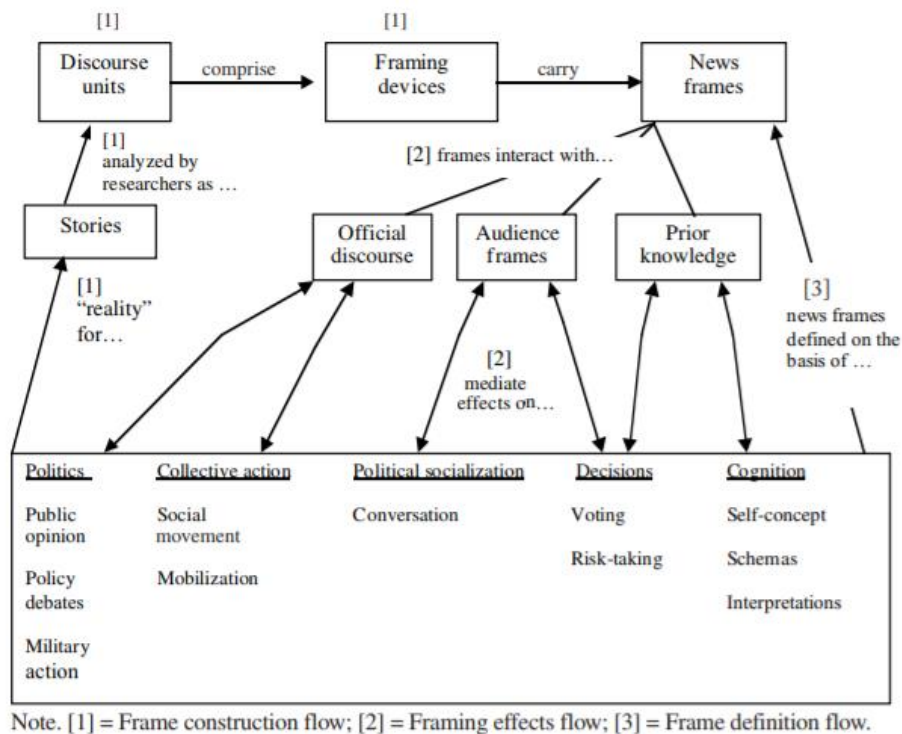 [1]
[1]
Discourse
units
comprise
Framing
devices
carry
News
frames
[1]
analyzed by
researchers as …
[2] frames interact with…
Stories
Official
discourse
Audience
frames
Prior
knowledge
[1]
“reality”
for…
[3]
news frames
defined on the
basis of …
[2]
mediate
effects on…
Politics
Public
opinion
Policy
debates
Military
action
Collective action
Social
movement
Mobilization
Political socialization
Conversation
Decisions
Voting
Risk-taking
Cognition
Self-concept
Schemas
Interpretations
Note. [1] = Frame construction flow; [2] = Framing effects flow; [3] = Frame definition flow.